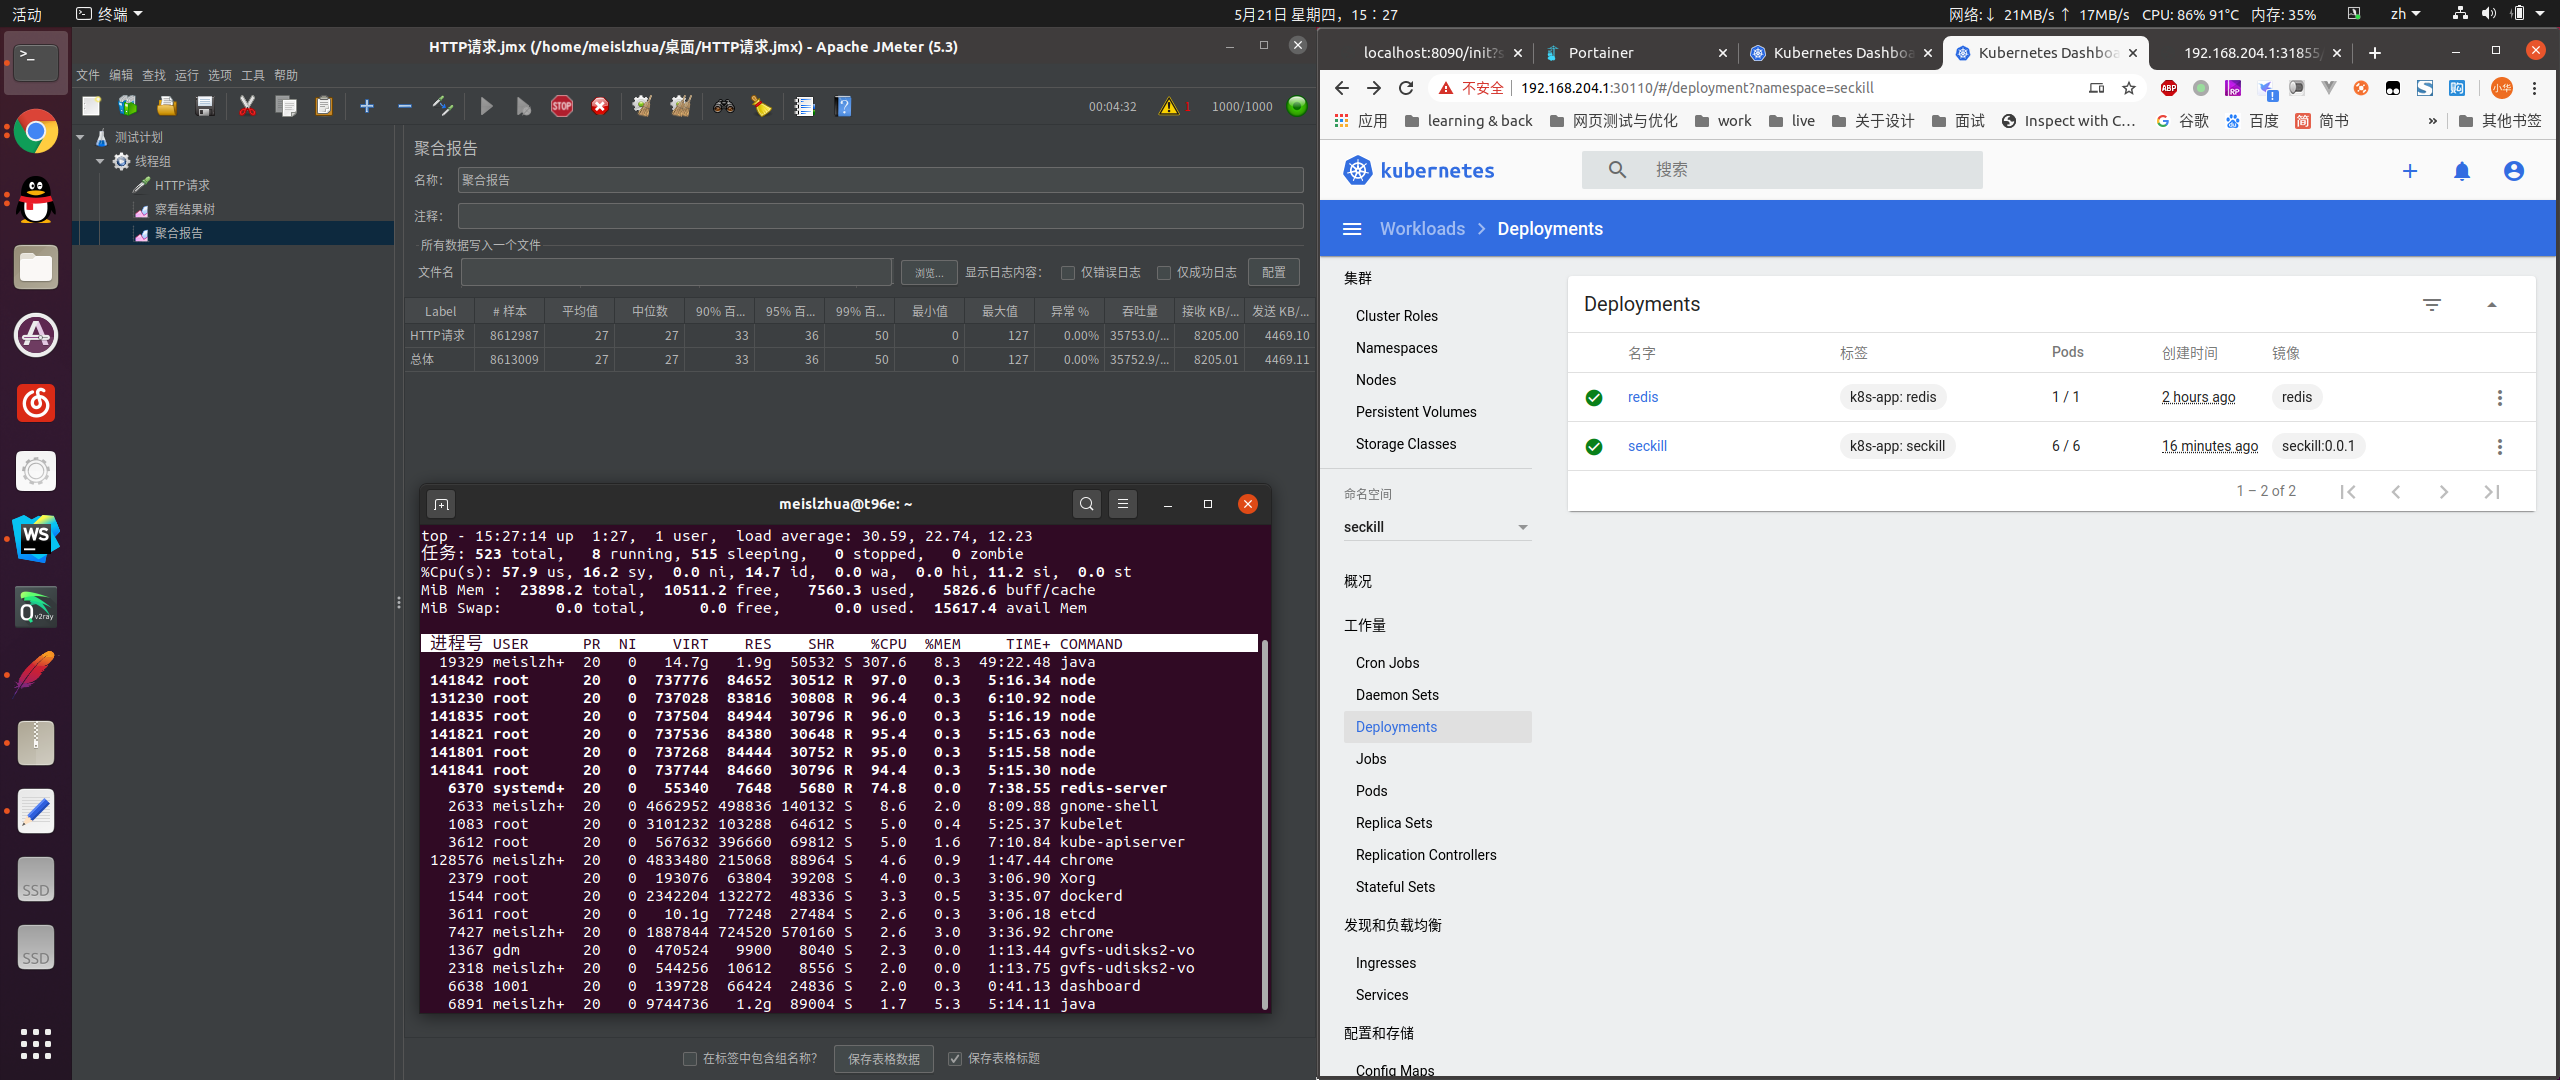 活动
终端
5月21日 星期四，15：27
网络:↓ 21MB/s ↑ 17MB/s CPU: 86% 91°C 内存: 35%
zh
HTTP请求.jmx (/home/meislzhua/桌面/HTTP请求.jmx) - Apache JMeter (5.3)
文件 编辑 查找 运行 选项 工具 帮助
STOP
00:04:32
1
1000/1000
测试计划
线程组
HTTP请求
察看结果树
聚合报告
聚合报告
名称：
聚合报告
注释：
所有数据写入一个文件
文件名
浏览...
显示日志内容：
仅错误日志
仅成功日志
配置
Label # 样本 平均值 中位数 90% 百... 95% 百... 99% 百... 最小值 最大值 异常 % 吞吐量 接收 KB/... 发送 KB/...
HTTP请求 8612987 27 27 33 36 50 0 127 0.00% 35753.0/... 8205.00 4469.10
总体 8613009 27 27 33 36 50 0 127 0.00% 35752.9/... 8205.01 4469.11
meislzhua@t96e: ~
top - 15:27:14 up  1:27,  1 user,  load average: 30.59, 22.74, 12.23
任务: 523 total,   8 running, 515 sleeping,   0 stopped,   0 zombie
%Cpu(s): 57.9 us, 16.2 sy,  0.0 ni, 14.7 id,  0.0 wa,  0.0 hi, 11.2 si,  0.0 st
MiB Mem :  23898.2 total,  10511.2 free,   7560.3 used,   5826.6 buff/cache
MiB Swap:      0.0 total,      0.0 free,      0.0 used.  15617.4 avail Mem
进程号 USER      PR  NI    VIRT    RES    SHR    %CPU  %MEM     TIME+ COMMAND
19329 meislzh+  20   0   14.7g   1.9g  50532 S 307.6   8.3  49:22.48 java
141842 root      20   0  737776  84652  30512 R  97.0   0.3   5:16.34 node
131230 root      20   0  737028  83816  30808 R  96.4   0.3   6:10.92 node
141835 root      20   0  737504  84944  30796 R  96.0   0.3   5:16.19 node
141821 root      20   0  737536  84380  30648 R  95.4   0.3   5:15.63 node
141801 root      20   0  737268  84444  30752 R  95.0   0.3   5:15.58 node
141841 root      20   0  737744  84660  30796 R  94.4   0.3   5:15.30 node
6370 systemd+  20   0   55340   7648   5680 R  74.8   0.0   7:38.55 redis-server
2633 meislzh+  20   0 4662952 498836 140132 S   8.6   2.0   8:09.88 gnome-shell
1083 root      20   0 3101232 103288  64612 S   5.0   0.4   5:25.37 kubelet
3612 root      20   0  567632 396660  69812 S   5.0   1.6   7:10.84 kube-apiserver
128576 meislzh+  20   0 4833480 215068  88964 S   4.6   0.9   1:47.44 chrome
2379 root      20   0  193076  63804  39208 S   4.0   0.3   3:06.90 Xorg
1544 root      20   0 2342204 132272  48336 S   3.3   0.5   3:35.07 dockerd
3611 root      20   0   10.1g  77248  27484 S   2.6   0.3   3:06.18 etcd
7427 meislzh+  20   0 1887844 724520 570160 S   2.6   3.0   3:36.92 chrome
1367 gdm       20   0  470524   9900   8040 S   2.3   0.0   1:13.44 gvfs-udisks2-vo
2318 meislzh+  20   0  544256  10612   8556 S   2.0   0.0   1:13.75 gvfs-udisks2-vo
6638 1001      20   0  139728  66424  24836 S   2.0   0.3   0:41.13 dashboard
6891 meislzh+  20   0 9744736   1.2g  89004 S   1.7   5.3   5:14.11 java
在标签中包含组名称？
保存表格数据
保存表格标题
WS
v2ray
SSD
SSD
localhost:8090/init?s
Portainer
Kubernetes Dashboa
Kubernetes Dashboa
192.168.204.1:31855
不安全
192.168.204.1:30110/#/deployment?namespace=seckill
ABP
RP
购
小华
应用
learning & back
网页测试与优化
work
live
关于设计
面试
Inspect with C...
谷歌
百度
简 简书
»
其他书签
kubernetes
搜索
Workloads
Deployments
集群
Cluster Roles
Namespaces
Nodes
Persistent Volumes
Storage Classes
命名空间
seckill
概况
工作量
Cron Jobs
Daemon Sets
Deployments
Jobs
Pods
Replica Sets
Replication Controllers
Stateful Sets
发现和负载均衡
Ingresses
Services
配置和存储
Config Maps
Deployments
名字 标签 Pods 创建时间 镜像
redis k8s-app: redis 1 / 1 2 hours ago redis
seckill k8s-app: seckill 6 / 6 16 minutes ago seckill:0.0.1
1 – 2 of 2